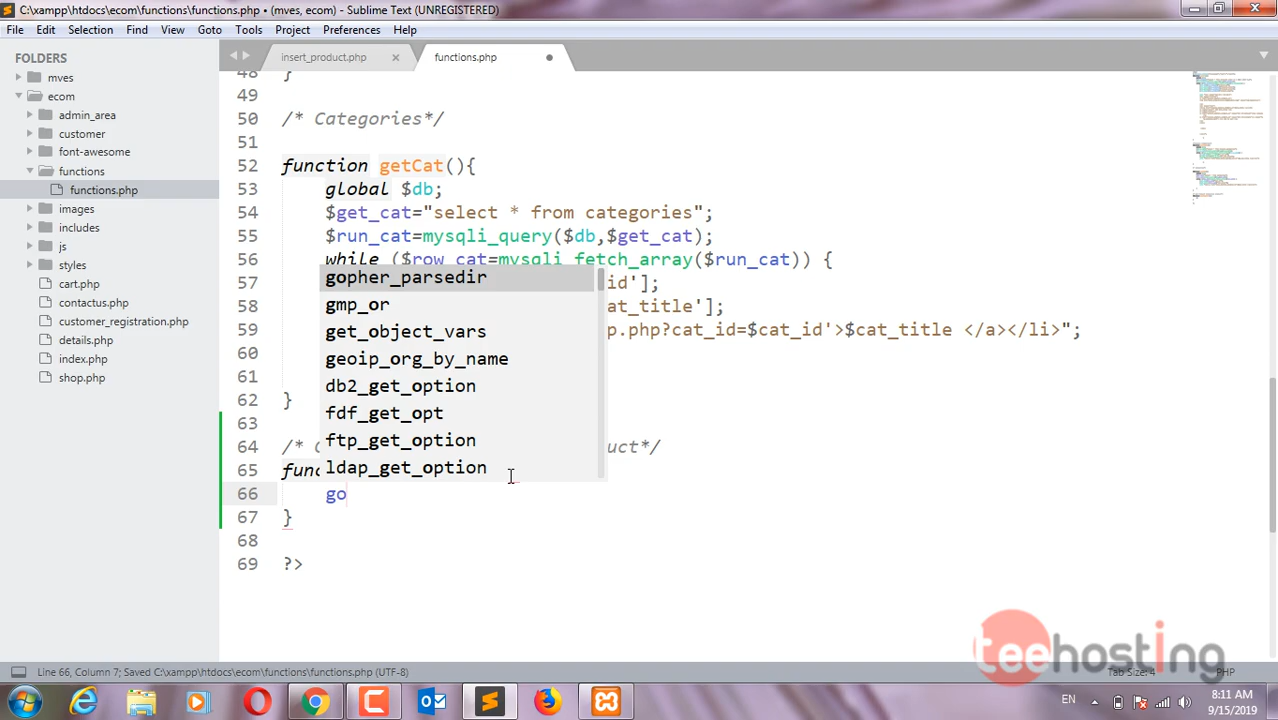 C:\xampp\htdocs\ecom\functions\functions.php • (mves, ecom) - Sublime Text (UNREGISTERED)
File Edit Selection Find View Goto Tools Project Preferences Help
FOLDERS
mves
ecom
admin_area
customer
font-awesome
functions
functions.php
images
includes
js
styles
cart.php
contactus.php
customer_registration.php
details.php
index.php
shop.php
insert_product.php
functions.php
48 }
49
50 /* Categories*/
51
52 function getCat(){
53 global $db;
54 $get_cat="select * from categories";
55 $run_cat=mysqli_query($db,$get_cat);
56 while ($row_cat=mysqli_fetch_array($run_cat)) {
57 id'];
58 at_title'];
59 p.php?cat_id=$cat_id'>$cat_title </a></li>";
60
61
62 }
63
64 /* uct*/
65 func
66 go
67 }
68
69 ?>
gopher_parsedir
gmp_or
get_object_vars
geoip_org_by_name
db2_get_option
fdf_get_opt
ftp_get_option
ldap_get_option
teehosting
Line 66, Column 7; Saved C:\xampp\htdocs\ecom\functions\functions.php (UTF-8)
Tab Size: 4
PHP
EN
8:11 AM
9/15/2019